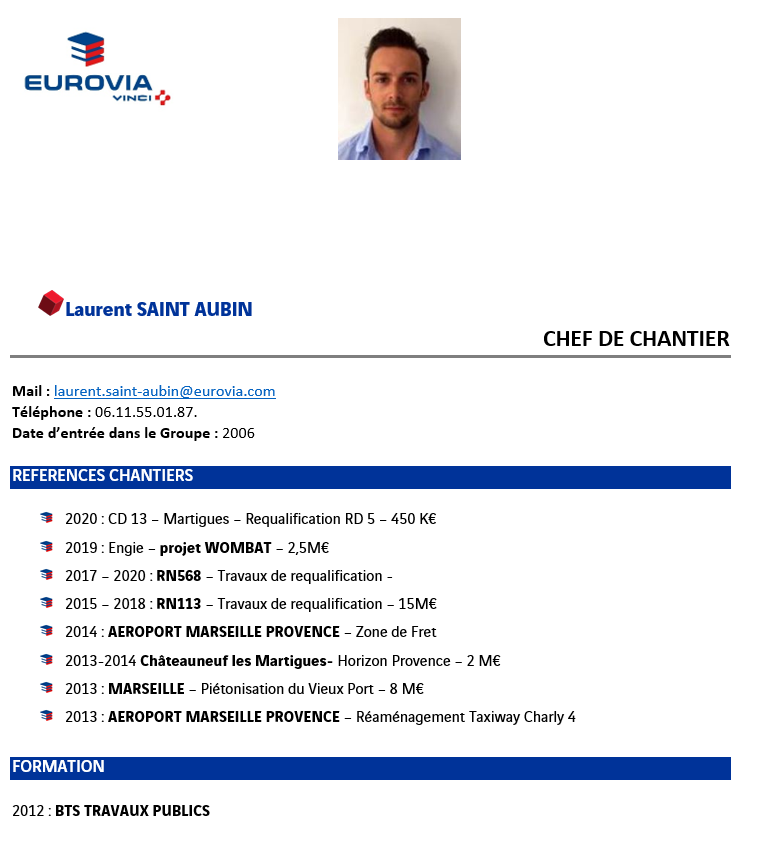 EUROVIA
VINCI
Laurent SAINT AUBIN
CHEF DE CHANTIER
Mail : laurent.saint-aubin@eurovia.com
Téléphone : 06.11.55.01.87.
Date d’entrée dans le Groupe : 2006
REFERENCES CHANTIERS
2020 : CD 13 – Martigues – Requalification RD 5 – 450 K€
2019 : Engie – projet WOMBAT – 2,5M€
2017 – 2020 : RN568 – Travaux de requalification -
2015 – 2018 : RN113 – Travaux de requalification – 15M€
2014 : AEROPORT MARSEILLE PROVENCE – Zone de Fret
2013-2014 Châteauneuf les Martigues- Horizon Provence – 2 M€
2013 : MARSEILLE – Piétonisation du Vieux Port – 8 M€
2013 : AEROPORT MARSEILLE PROVENCE – Réaménagement Taxiway Charly 4
FORMATION
2012 : BTS TRAVAUX PUBLICS